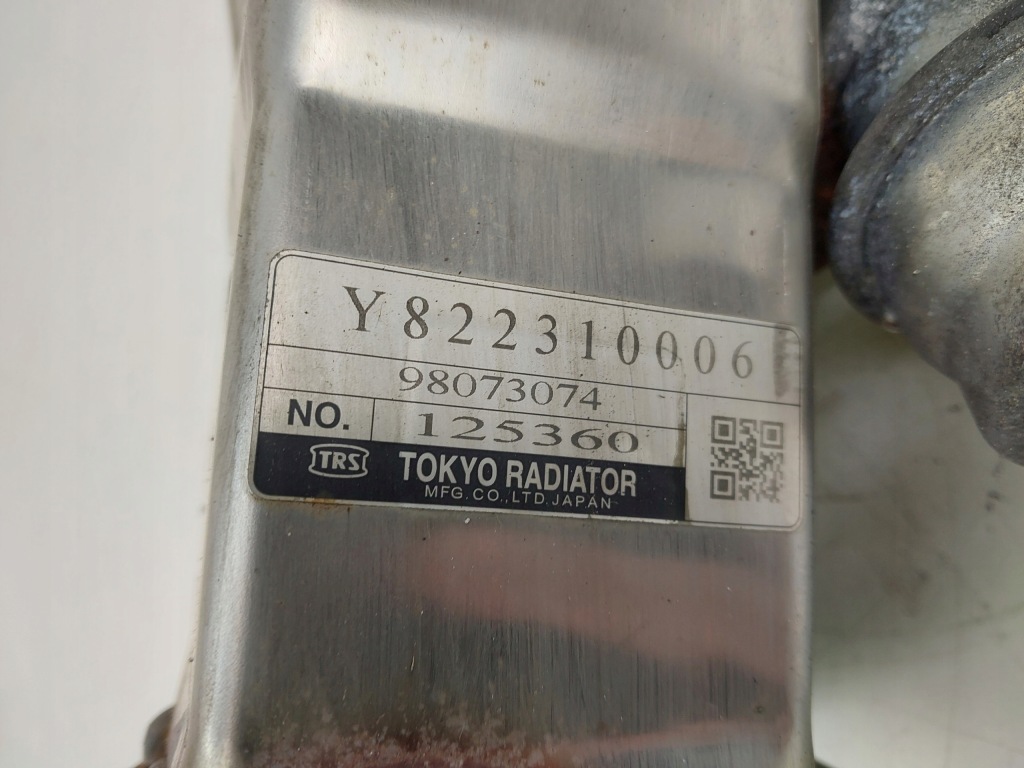 Y822310006
98073074
NO. 125360
TRS TOKYO RADIATOR
MFG.CO.,LTD.JAPAN